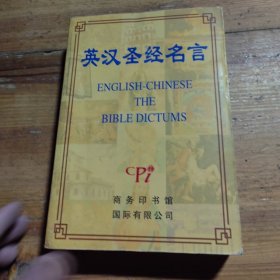 英汉圣经名言
ENGLISH-CHINESE
THE
BIBLE DICTUMS
CPi
商务印书馆
国际有限公司